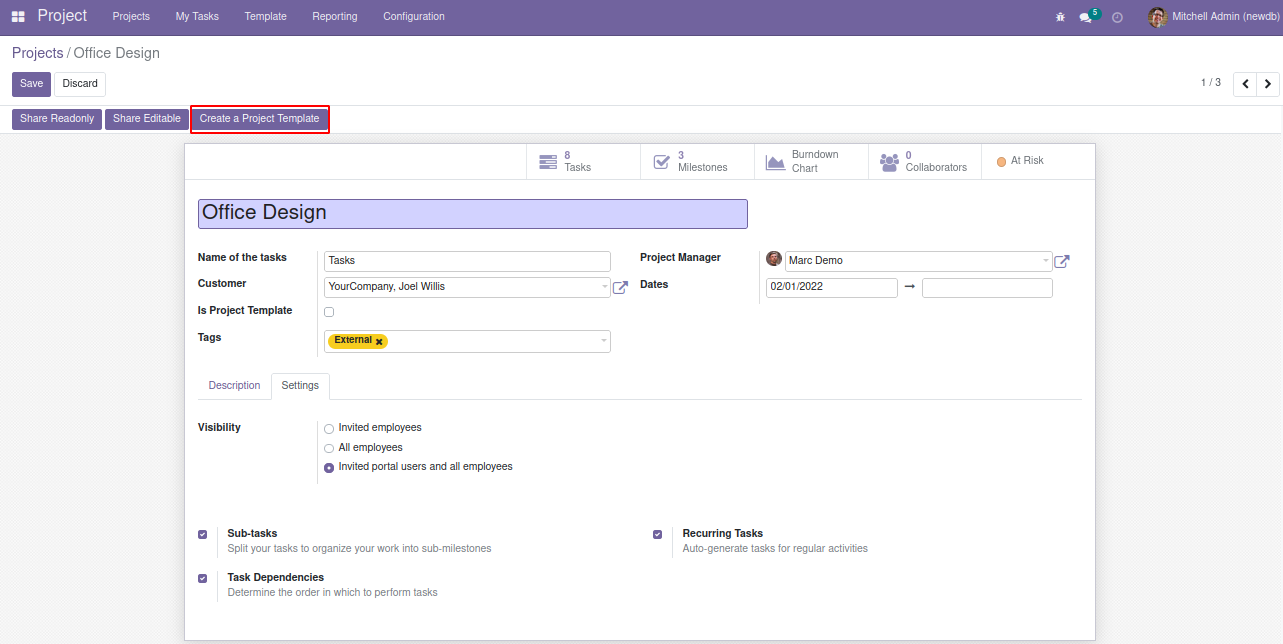 Project Projects My Tasks Template Reporting Configuration 5 Mitchell Admin (newdb)
Projects / Office Design
Save Discard 1 / 3
Share Readonly Share Editable Create a Project Template
8 Tasks 3 Milestones Burndown Chart 0 Collaborators At Risk
Office Design
Name of the tasks Tasks Project Manager Marc Demo
Customer YourCompany, Joel Willis Dates 02/01/2022
Is Project Template
Tags External
Description Settings
Visibility Invited employees
All employees
Invited portal users and all employees
Sub-tasks Recurring Tasks
Split your tasks to organize your work into sub-milestones Auto-generate tasks for regular activities
Task Dependencies
Determine the order in which to perform tasks